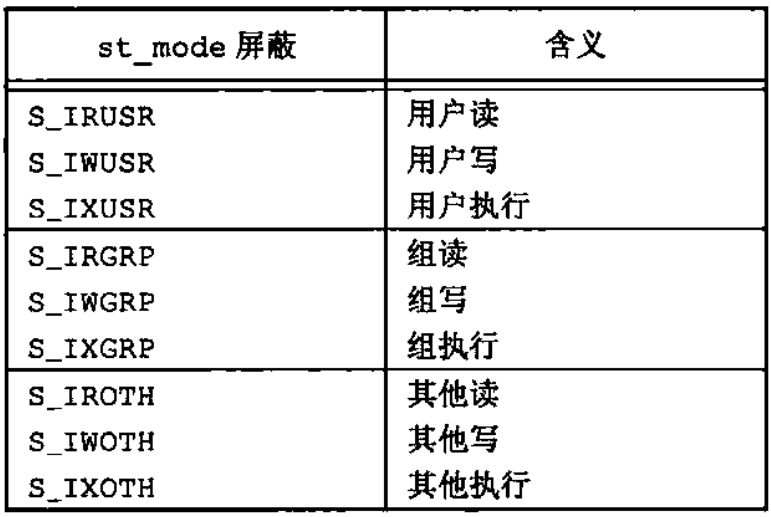 st_mode 屏蔽 含义
S_IRUSR 用户读
S_IWUSR 用户写
S_IXUSR 用户执行
S_IRGRP 组读
S_IWGRP 组写
S_IXGRP 组执行
S_IROTH 其他读
S_IWOTH 其他写
S_IXOTH 其他执行